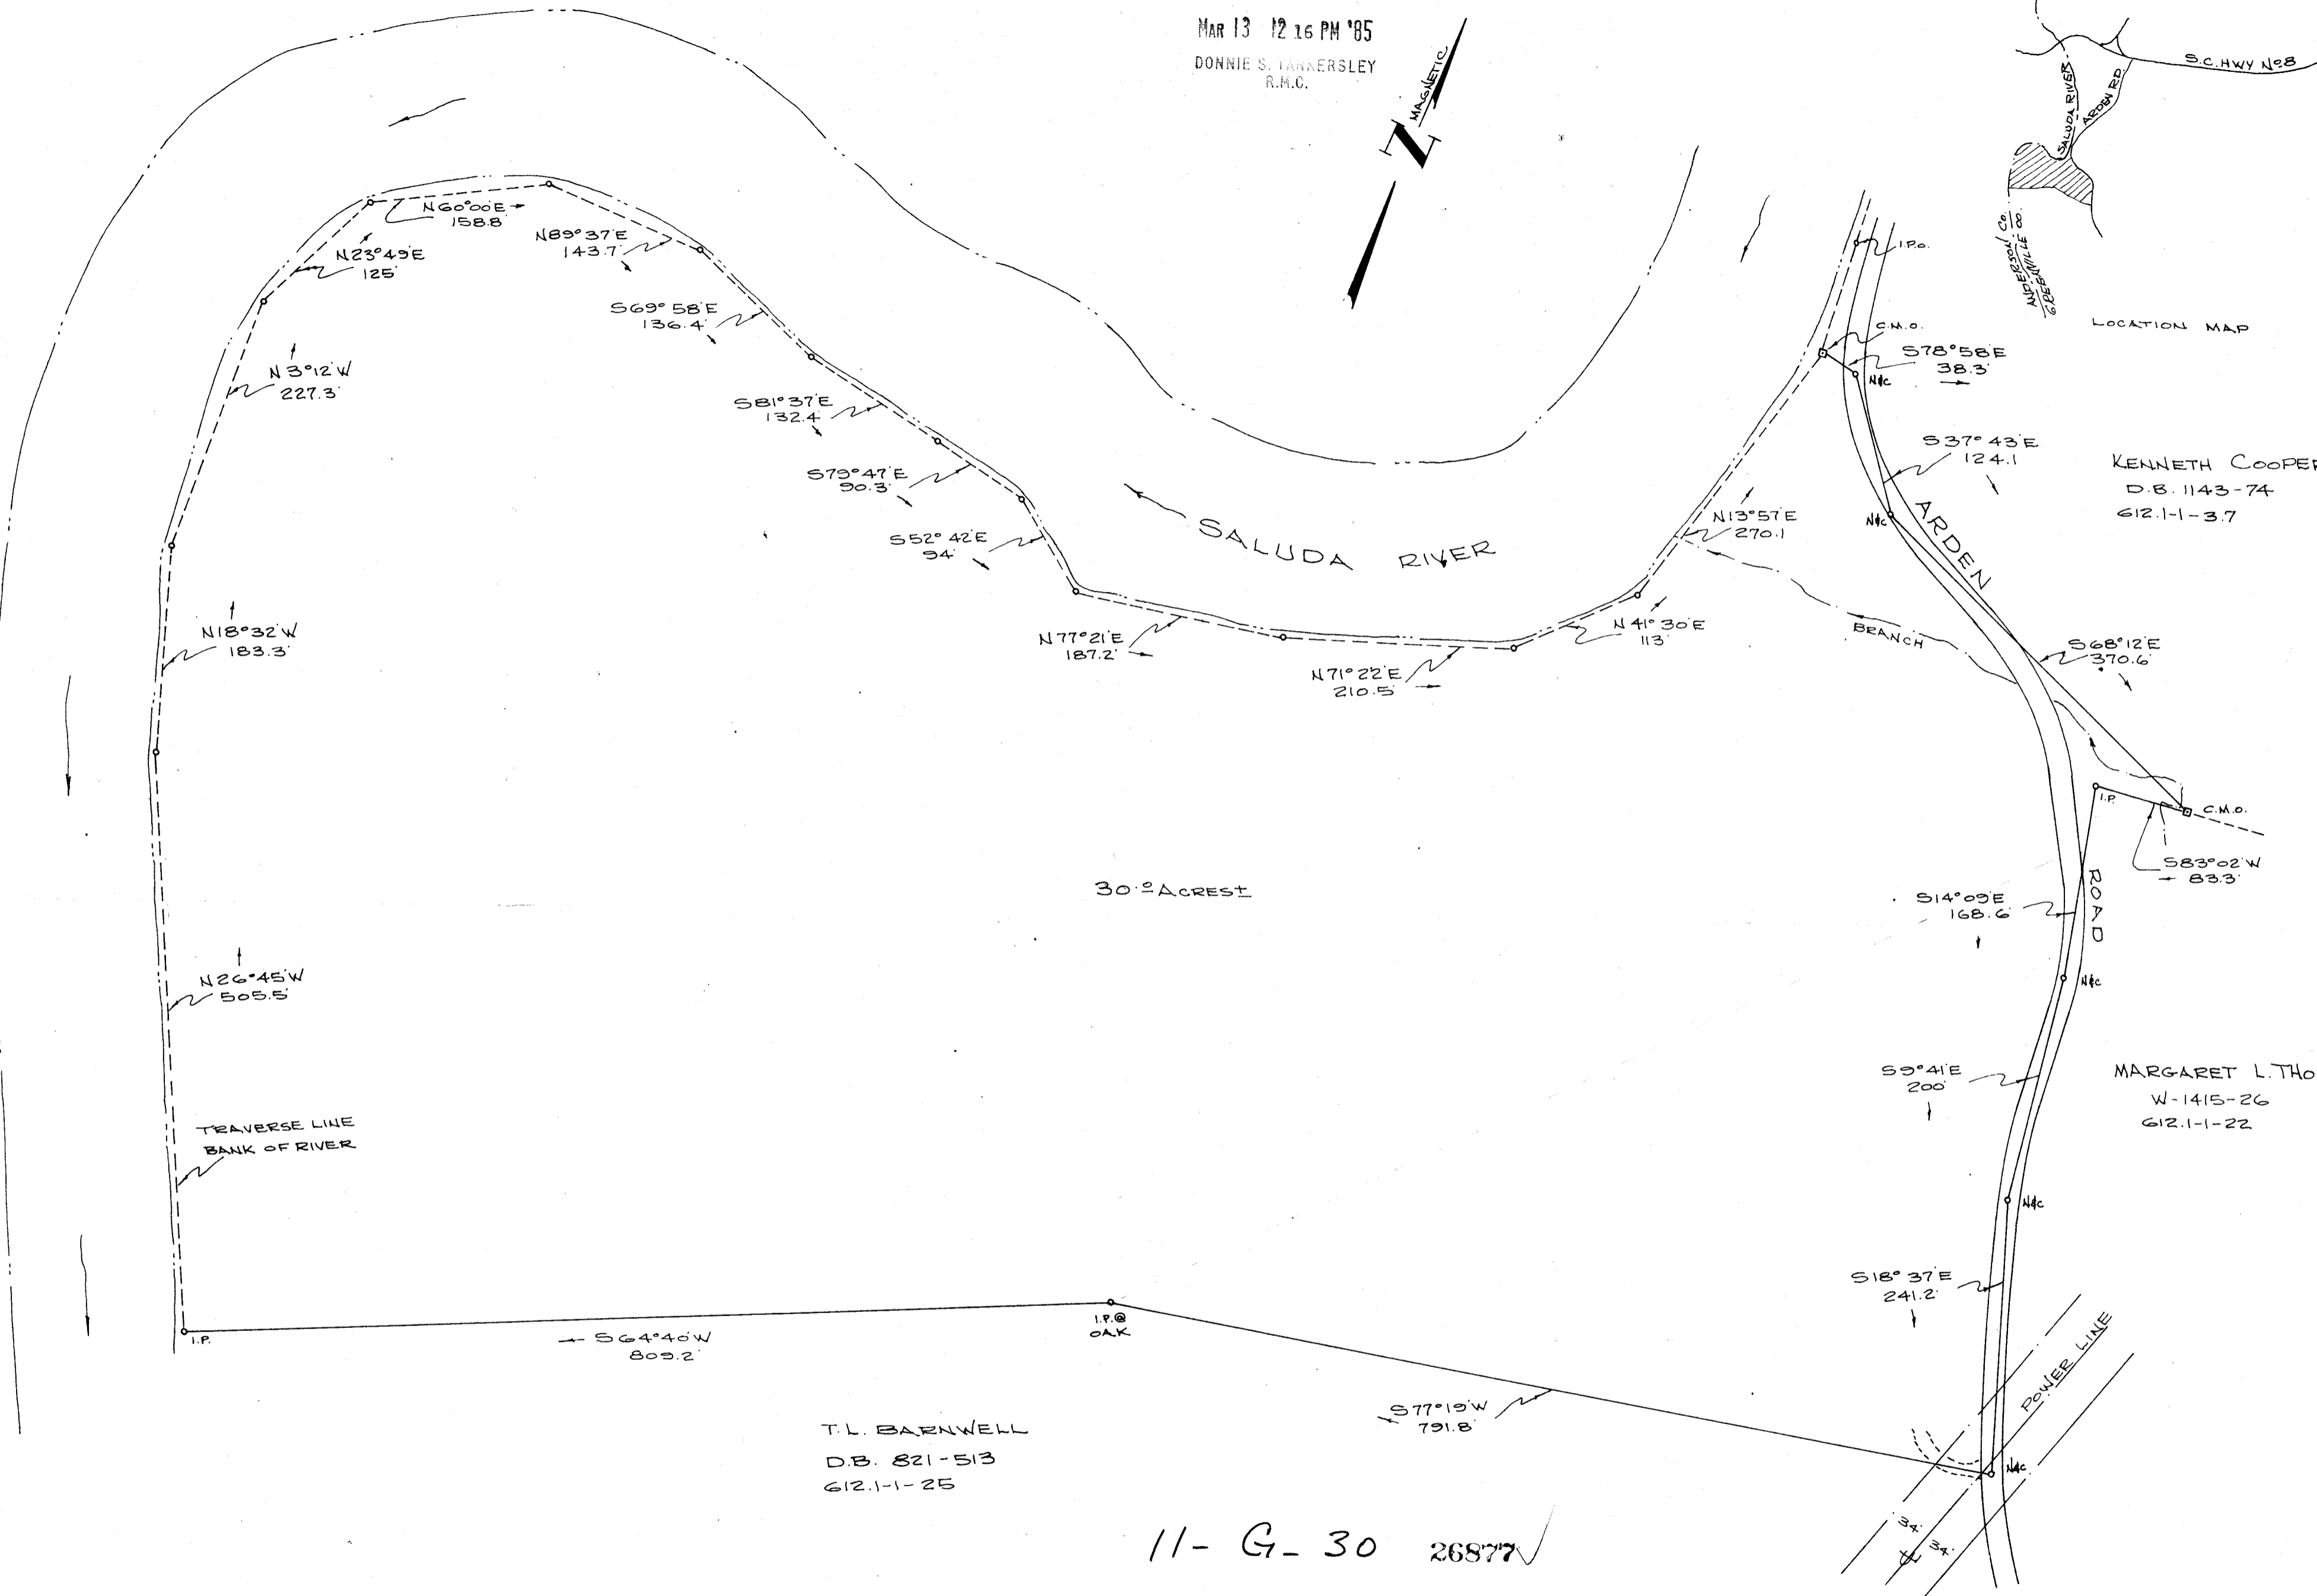 MAR 13 12 16 PM '85
DONNIE S. TANKERSLEY
R.M.C.
MAGNETIC
N
S.C. HWY Nº 8
SALUDA RIVER
ARDEN RD.
ANDERSON CO.
GREENVILLE CO.
LOCATION MAP
N60°00'E
158.8'
N23°49'E
125'
N89°37'E
143.7'
N3°12'W
227.3'
S69°58'E
136.4'
S81°37'E
132.4'
S79°47'E
90.3'
S52°42'E
94'
SALUDA RIVER
I.P.O.
C.M.O.
S78°58'E
38.3'
N&C
S37°43'E
124.1
N&C
ARDEN
KENNETH COOPER
D.B. 1143-74
612.1-1-3.7
N13°57'E
270.1
N18°32'W
183.3'
N77°21'E
187.2'
N71°22'E
210.5'
N41°30'E
113'
BRANCH
S68°12'E
370.6'
I.P.
C.M.O.
S83°02'W
83.3'
30.0 ACRES±
ROAD
S14°09'E
168.6'
N&C
N26°45'W
505.5'
S9°41'E
200'
MARGARET L. THO
W-1415-26
612.1-1-22
TRAVERSE LINE
BANK OF RIVER
N&C
S18°37'E
241.2'
I.P.
S64°40'W
809.2'
I.P.@
OAK
POWER LINE
S77°19'W
791.8'
N&C
T.L. BARNWELL
D.B. 821-513
612.1-1-25
34'
℄ 34'
11-G-30 26877